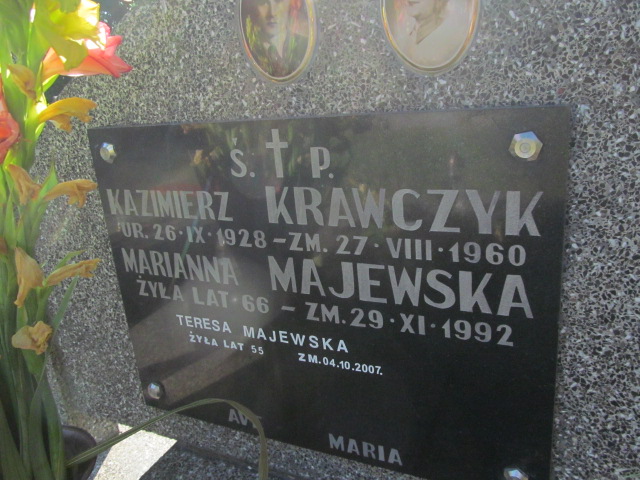 Ś. † P.
KAZIMIERZ KRAWCZYK
UR. 26 · IX · 1928 – ZM. 27 · VIII · 1960
MARIANNA MAJEWSKA
ŻYŁA LAT · 66 – ZM. 29 · XI · 1992
TERESA MAJEWSKA
ŻYŁA LAT 55 ZM. 04.10.2007.
MARIA